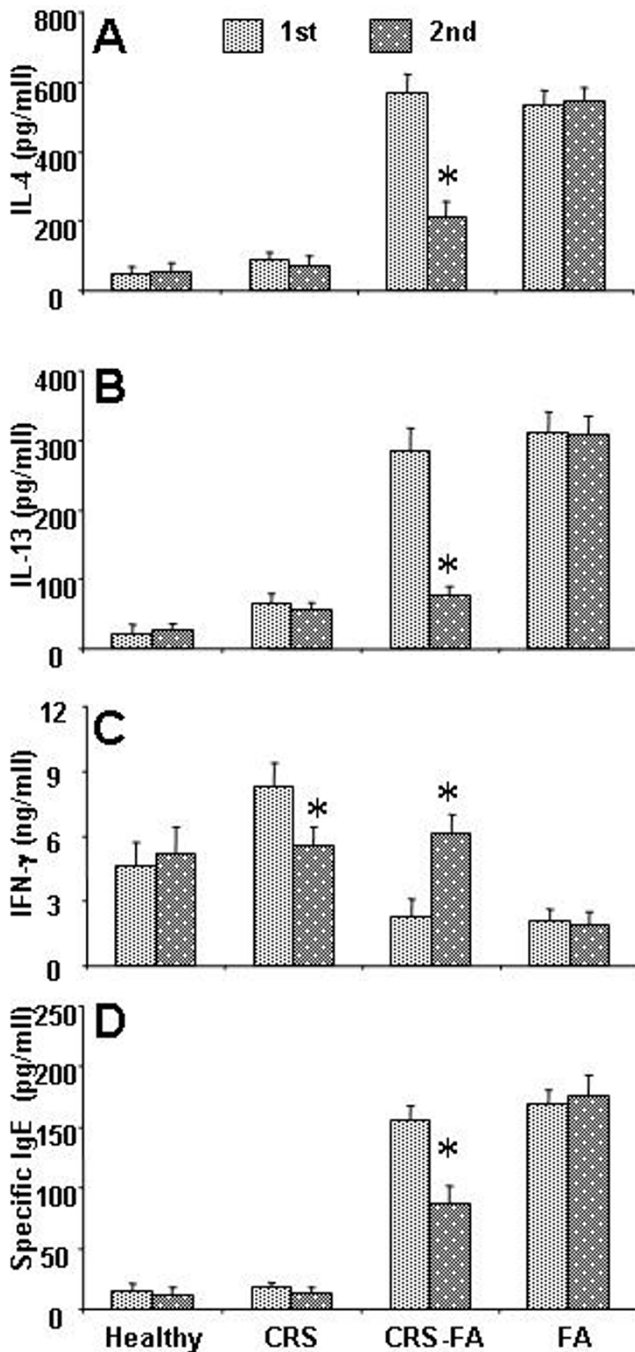 A
1st 2nd
IL-4 (pg/mll)
800
600
400
200
0
B
IL-13 (pg/mll)
400
300
200
100
0
C
IFN-γ (ng/mll)
12
9
6
3
0
* *
D
Specific IgE (pg/mll)
250
200
150
100
50
0
*
Healthy CRS CRS-FA FA